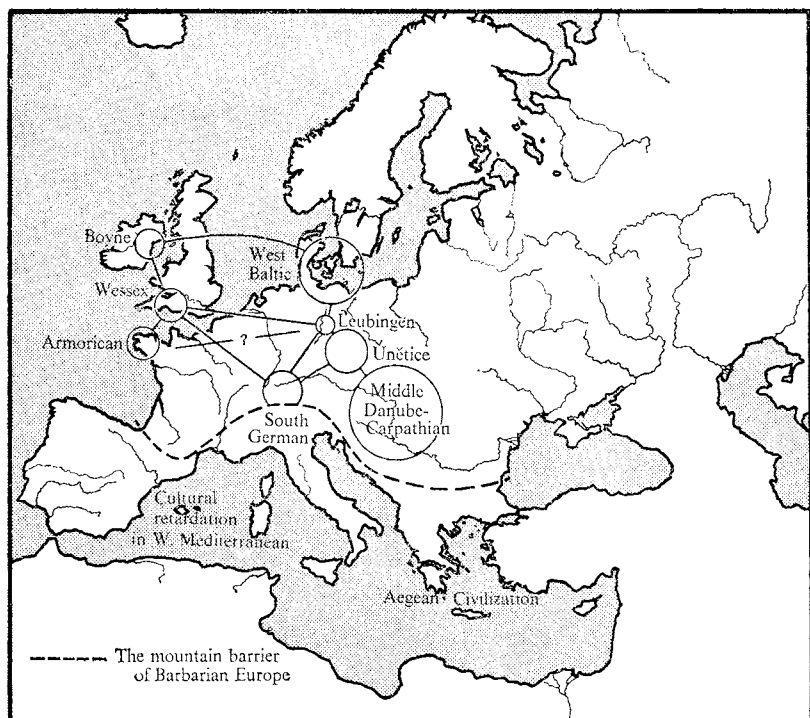 Boyne
West
Baltic
Wessex
Leubingen
Armorican
?
Únětice
Middle
Danube-
Carpathian
South
German
Cultural
retardation
in W. Mediterranean
Aegean Civilization
The mountain barrier
of Barbarian Europe